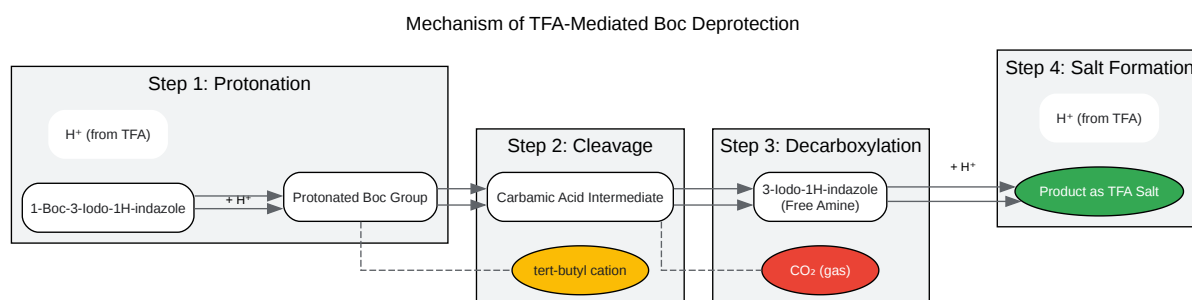 Mechanism of TFA-Mediated Boc Deprotection
Step 1: Protonation
H⁺ (from TFA)
1-Boc-3-Iodo-1H-indazole
+ H⁺
Protonated Boc Group
Step 2: Cleavage
Carbamic Acid Intermediate
tert-butyl cation
Step 3: Decarboxylation
3-Iodo-1H-indazole
(Free Amine)
CO₂ (gas)
+ H⁺
Step 4: Salt Formation
H⁺ (from TFA)
Product as TFA Salt